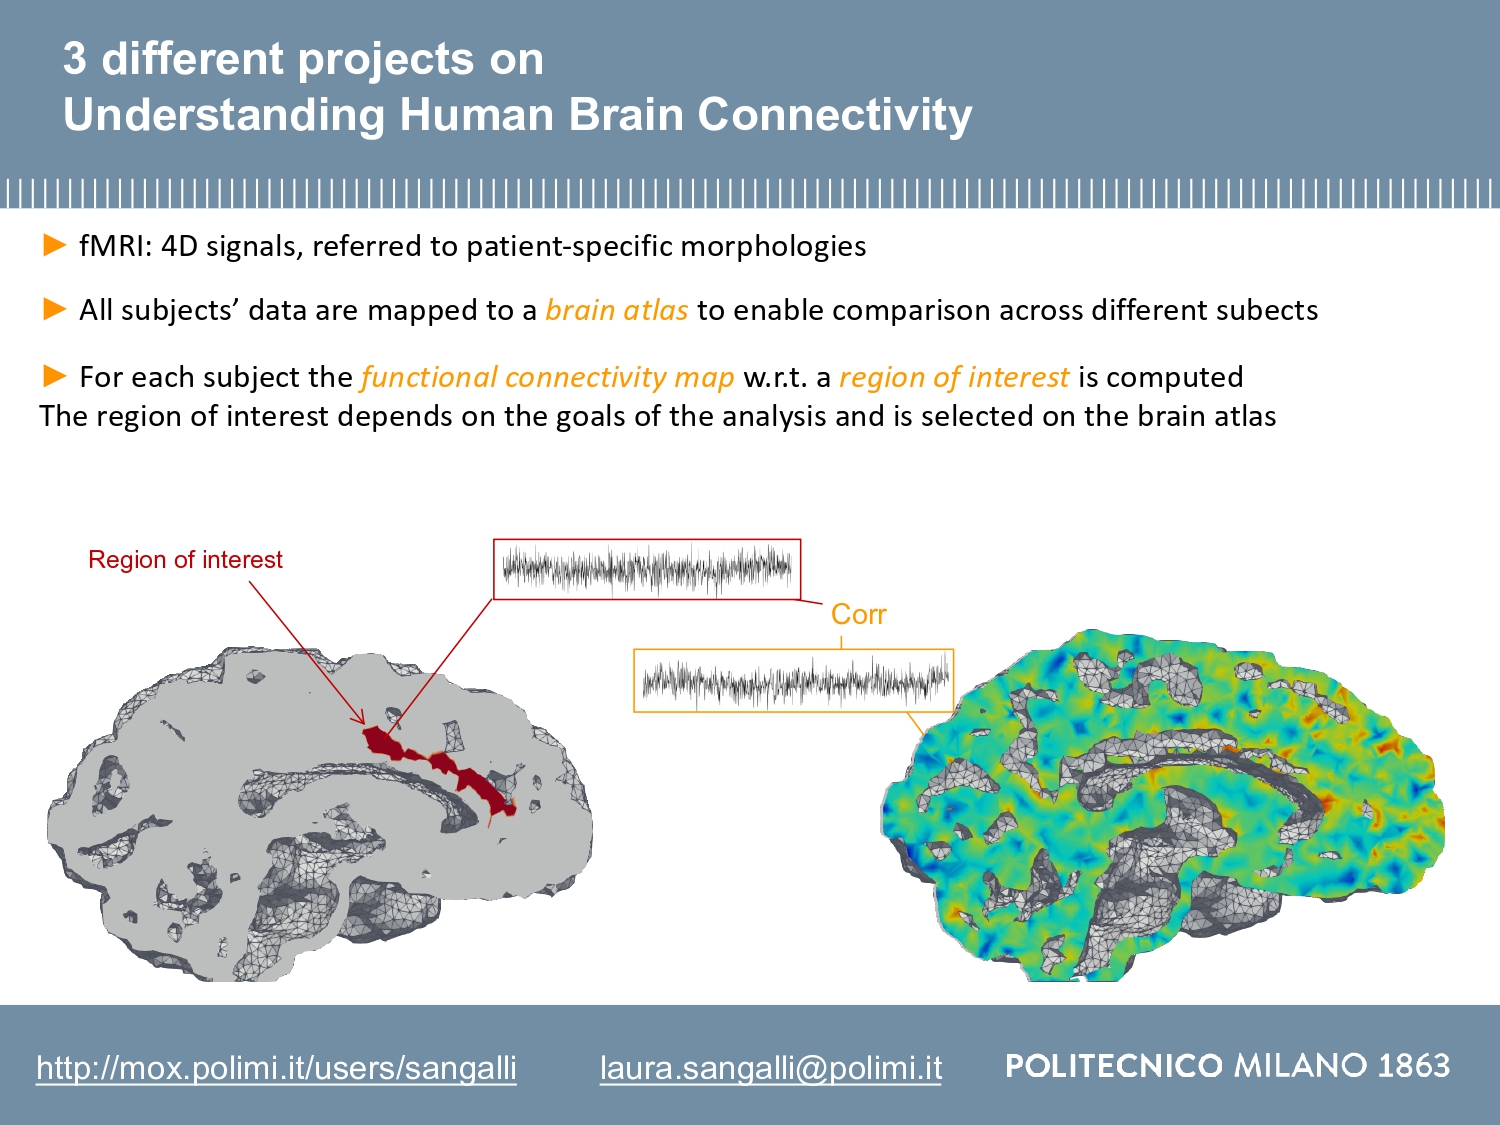 3 different projects on
Understanding Human Brain Connectivity
► fMRI: 4D signals, referred to patient-specific morphologies
► All subjects’ data are mapped to a brain atlas to enable comparison across different subects
► For each subject the functional connectivity map w.r.t. a region of interest is computed
The region of interest depends on the goals of the analysis and is selected on the brain atlas
Region of interest
Corr
http://mox.polimi.it/users/sangalli
laura.sangalli@polimi.it
POLITECNICO MILANO 1863